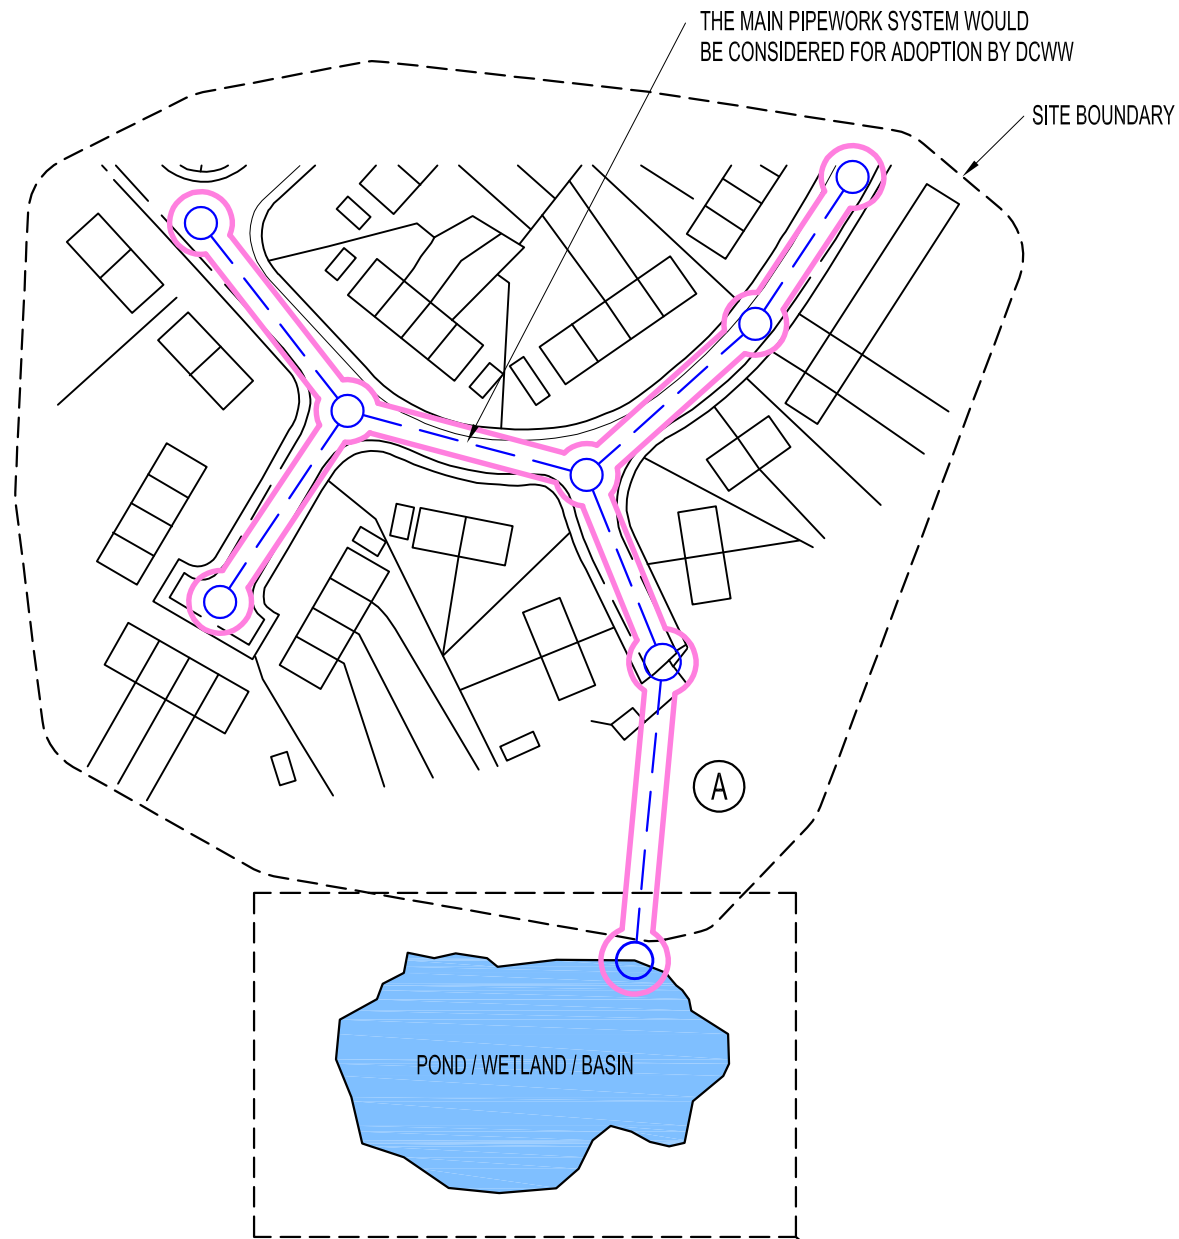 THE MAIN PIPEWORK SYSTEM WOULD
BE CONSIDERED FOR ADOPTION BY DCWW
SITE BOUNDARY
A
POND / WETLAND / BASIN